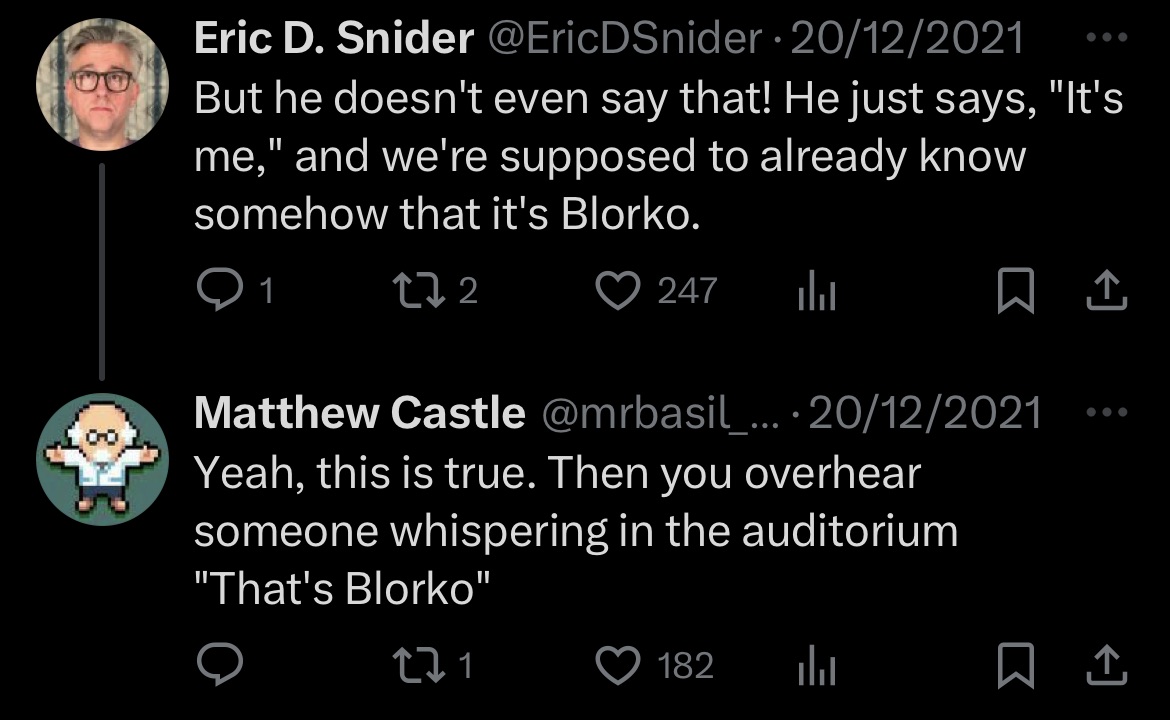 Eric D. Snider @EricDSnider · 20/12/2021
But he doesn't even say that! He just says, "It's
me," and we're supposed to already know
somehow that it's Blorko.
1 2 247
Matthew Castle @mrbasil_... · 20/12/2021
Yeah, this is true. Then you overhear
someone whispering in the auditorium
"That's Blorko"
1 182